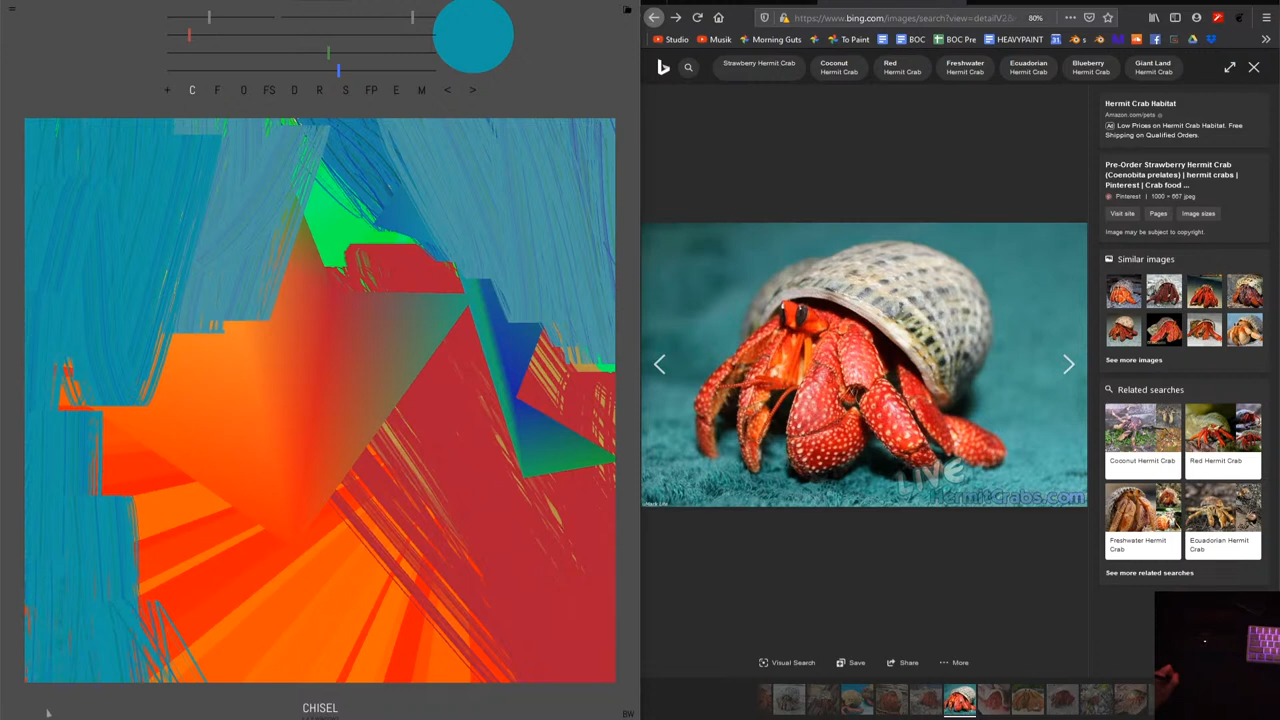 + C F O FS D R S FP E M < >
CHISEL
BW
https://www.bing.com/images/search?view=detailV2&
80%
Studio
Musik
Morning Guts
To Paint
BOC
BOC Pre
HEAVYPAINT
Strawberry Hermit Crab
Coconut
Hermit Crab
Red
Hermit Crab
Freshwater
Hermit Crab
Ecuadorian
Hermit Crab
Blueberry
Hermit Crab
Giant Land
Hermit Crab
LIVE
Hermitcrabs.com
Visual Search
Save
Share
More
Hermit Crab Habitat
Amazon.com/pets
Ad Low Prices on Hermit Crab Habitat. Free
Shipping on Qualified Orders.
Pre-Order Strawberry Hermit Crab
(Coenobita prelates) | hermit crabs |
Pinterest | Crab food ...
Pinterest | 1000 × 667 jpeg
Visit site
Pages
Image sizes
Image may be subject to copyright.
Similar images
See more images
Related searches
Coconut Hermit Crab
Red Hermit Crab
Freshwater Hermit
Crab
Ecuadorian Hermit
Crab
See more related searches